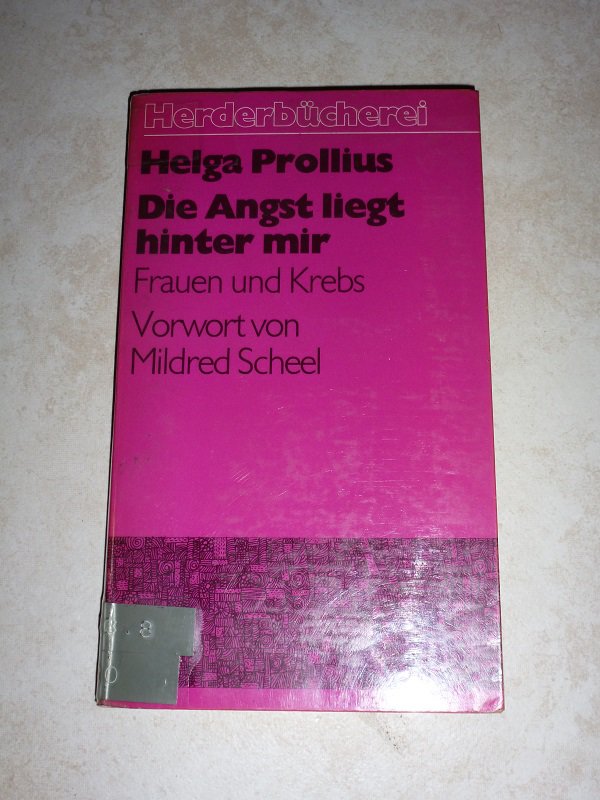 Herderbücherei
Helga Prollius
Die Angst liegt
hinter mir
Frauen und Krebs
Vorwort von
Mildred Scheel